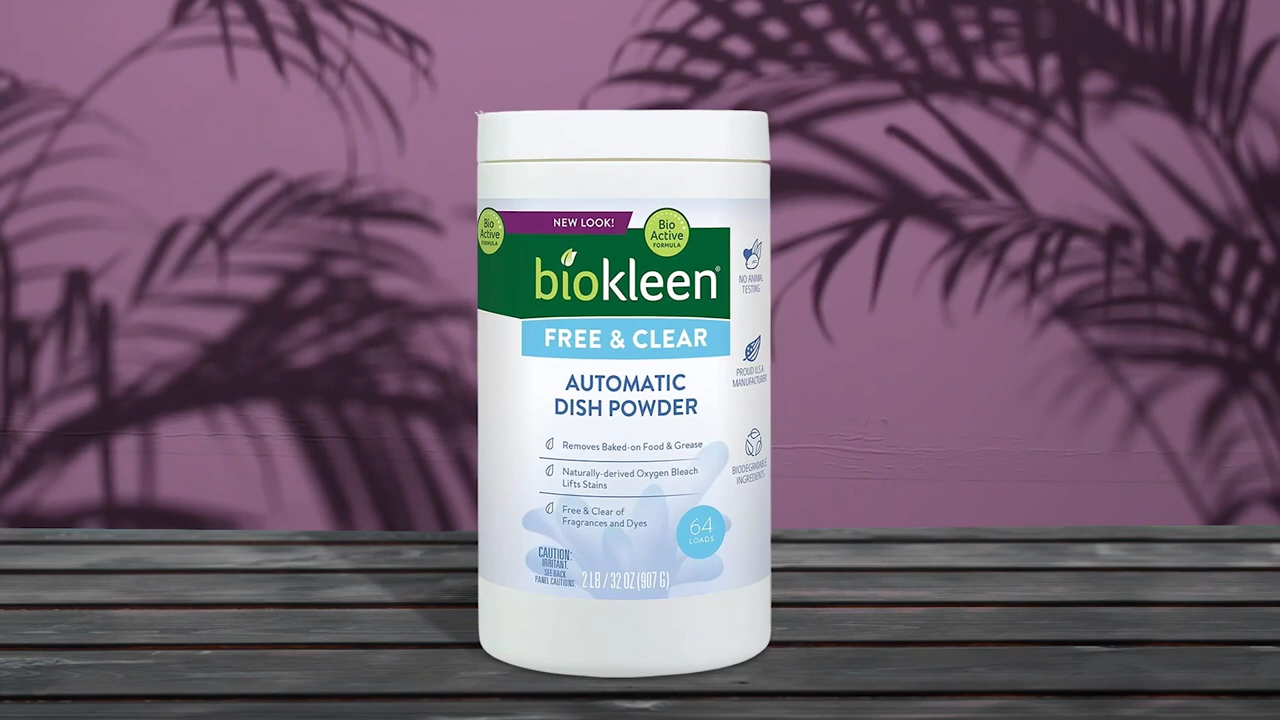 NEW LOOK!
Bio
Active
FORMULA
Bio
Active
FORMULA
biokleen®
FREE & CLEAR
AUTOMATIC
DISH POWDER
Removes Baked-on Food & Grease
Naturally-derived Oxygen Bleach
Lifts Stains
Free & Clear of
Fragrances and Dyes
64
LOADS
CAUTION:
IRRITANT.
SEE BACK
PANEL CAUTIONS.
2 LB / 32 OZ (907 G)
NO ANIMAL
TESTING
PROUD U.S.A.
MANUFACTURER
BIODEGRADABLE
INGREDIENTS